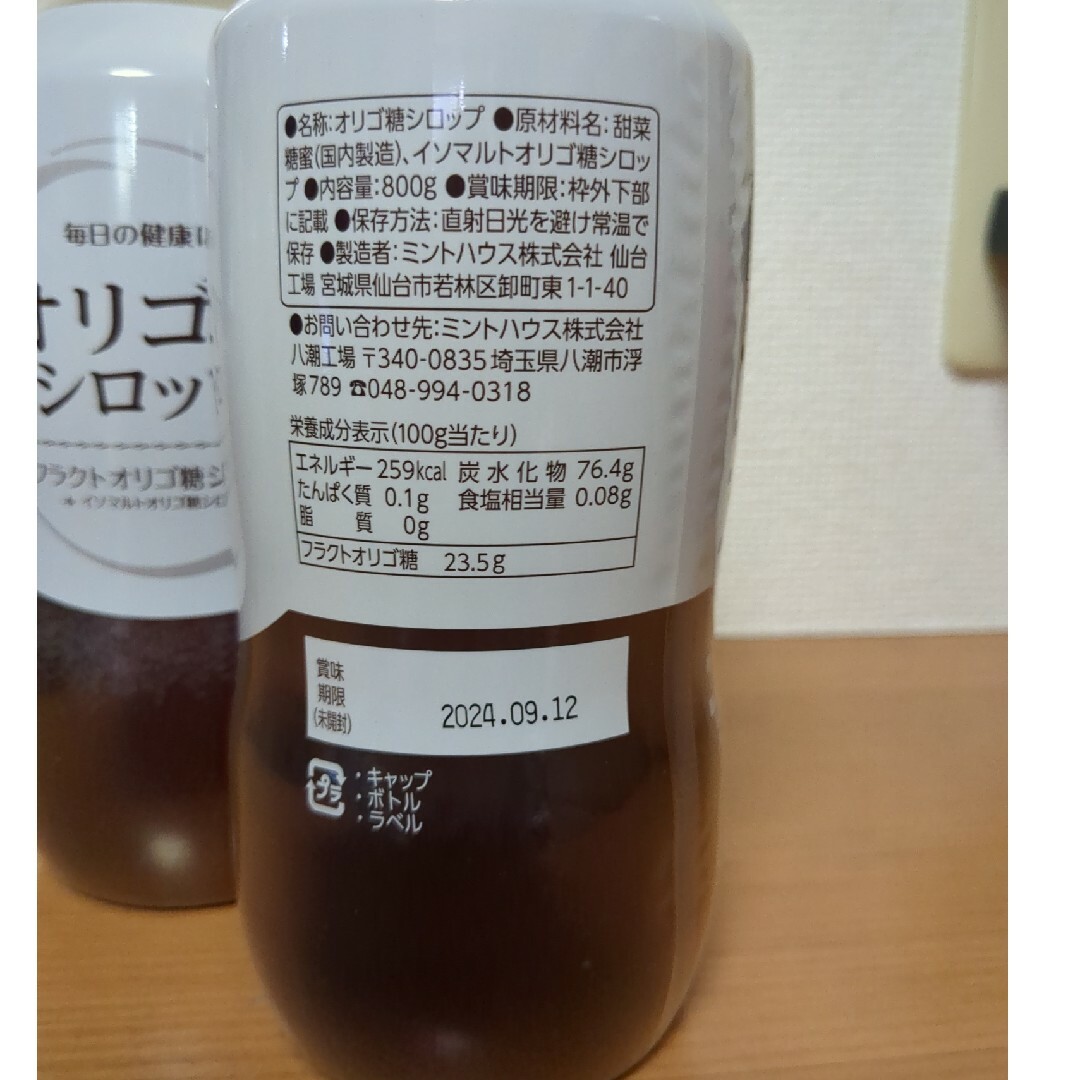 ●名称:オリゴ糖シロップ ●原材料名:甜菜
糖蜜(国内製造)、イソマルトオリゴ糖シロッ
プ ●内容量:800g ●賞味期限:枠外下部
に記載 ●保存方法:直射日光を避け常温で
保存 ●製造者:ミントハウス株式会社 仙台
工場 宮城県仙台市若林区卸町東1-1-40
●お問い合わせ先:ミントハウス株式会社
八潮工場 〒340-0835 埼玉県八潮市浮
塚789 ☎048-994-0318
栄養成分表示(100g当たり)
エネルギー 259kcal 炭水化物 76.4g
たんぱく質 0.1g 食塩相当量 0.08g
脂質 0g
フラクトオリゴ糖 23.5g
賞味
期限
(未開封)
2024.09.12
プラ
・キャップ
・ボトル
・ラベル
毎日の健康
オリゴ
シロッ
フラクトオリゴ糖シ
＋イソマルトオリゴ糖シロ